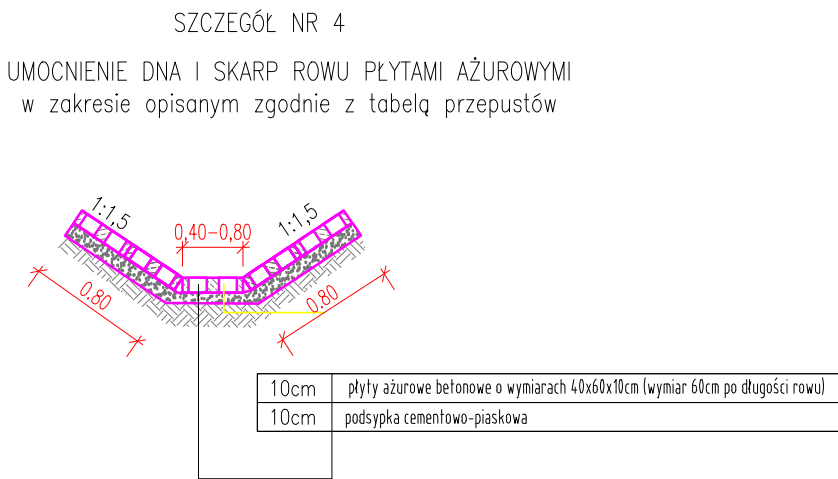 SZCZEGÓŁ NR 4
UMOCNIENIE DNA I SKARP ROWU PŁYTAMI AŻUROWYMI
w zakresie opisanym zgodnie z tabelą przepustów
1:1,5
0,40-0,80
1:1,5
0.80
0.80
10cm płyty ażurowe betonowe o wymiarach 40x60x10cm (wymiar 60cm po długości rowu)
10cm podsypka cementowo-piaskowa